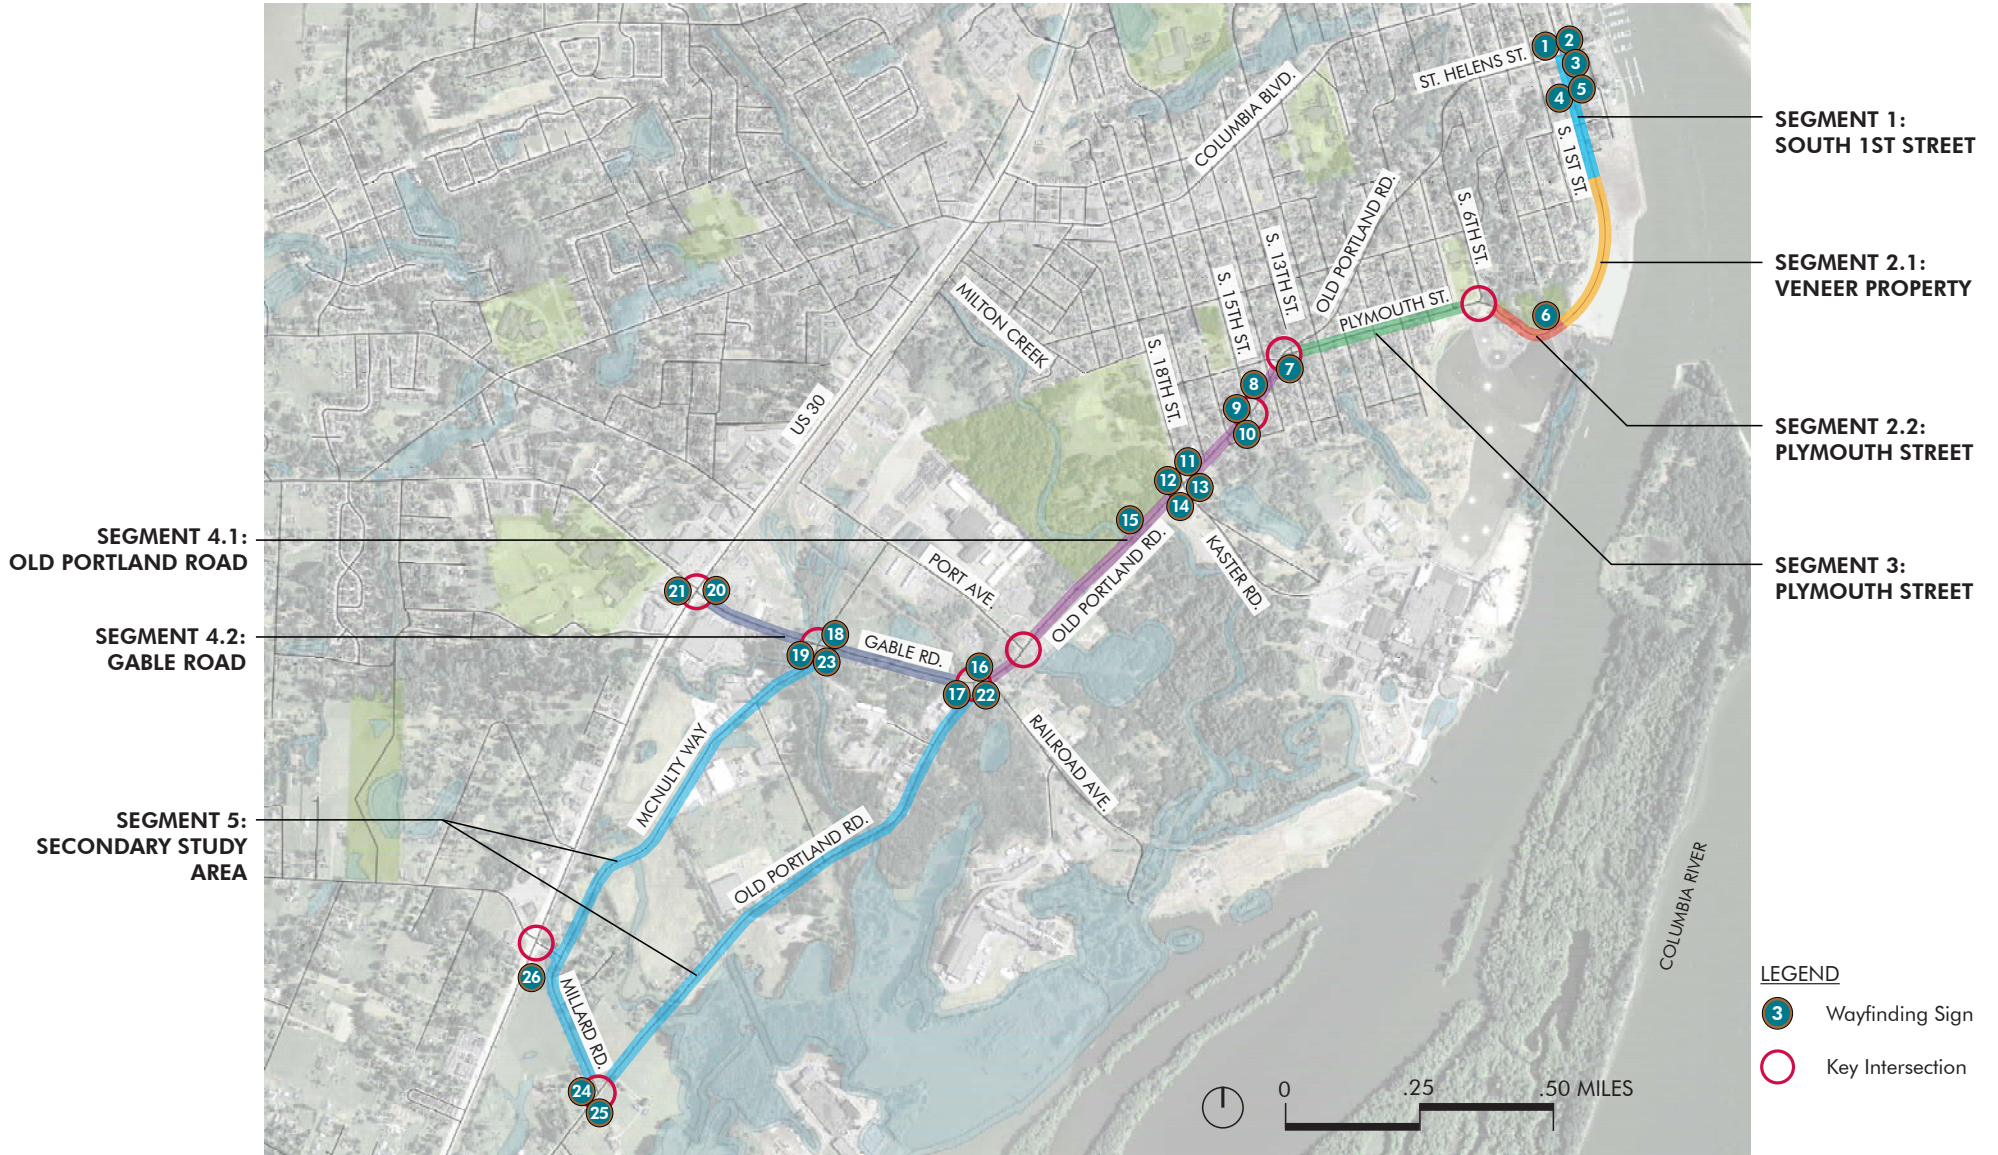 ST. HELENS ST.
1
2
3
4
5
SEGMENT 1:
SOUTH 1ST STREET
COLUMBIA BLVD.
S. 1ST ST.
OLD PORTLAND RD.
S. 6TH ST.
S. 13TH ST.
S. 15TH ST.
SEGMENT 2.1:
VENEER PROPERTY
MILTON CREEK
PLYMOUTH ST.
6
S. 18TH ST.
7
8
9
10
US 30
SEGMENT 2.2:
PLYMOUTH STREET
11
12
13
14
15
SEGMENT 4.1:
OLD PORTLAND ROAD
SEGMENT 3:
PLYMOUTH STREET
PORT AVE.
OLD PORTLAND RD.
KASTER RD.
21
20
SEGMENT 4.2:
GABLE ROAD
18
19
23
GABLE RD.
16
17
22
MCNULTY WAY
RAILROAD AVE.
SEGMENT 5:
SECONDARY STUDY
AREA
OLD PORTLAND RD.
COLUMBIA RIVER
26
MILLARD RD.
24
25
LEGEND
3 Wayfinding Sign
Key Intersection
0 .25 .50 MILES